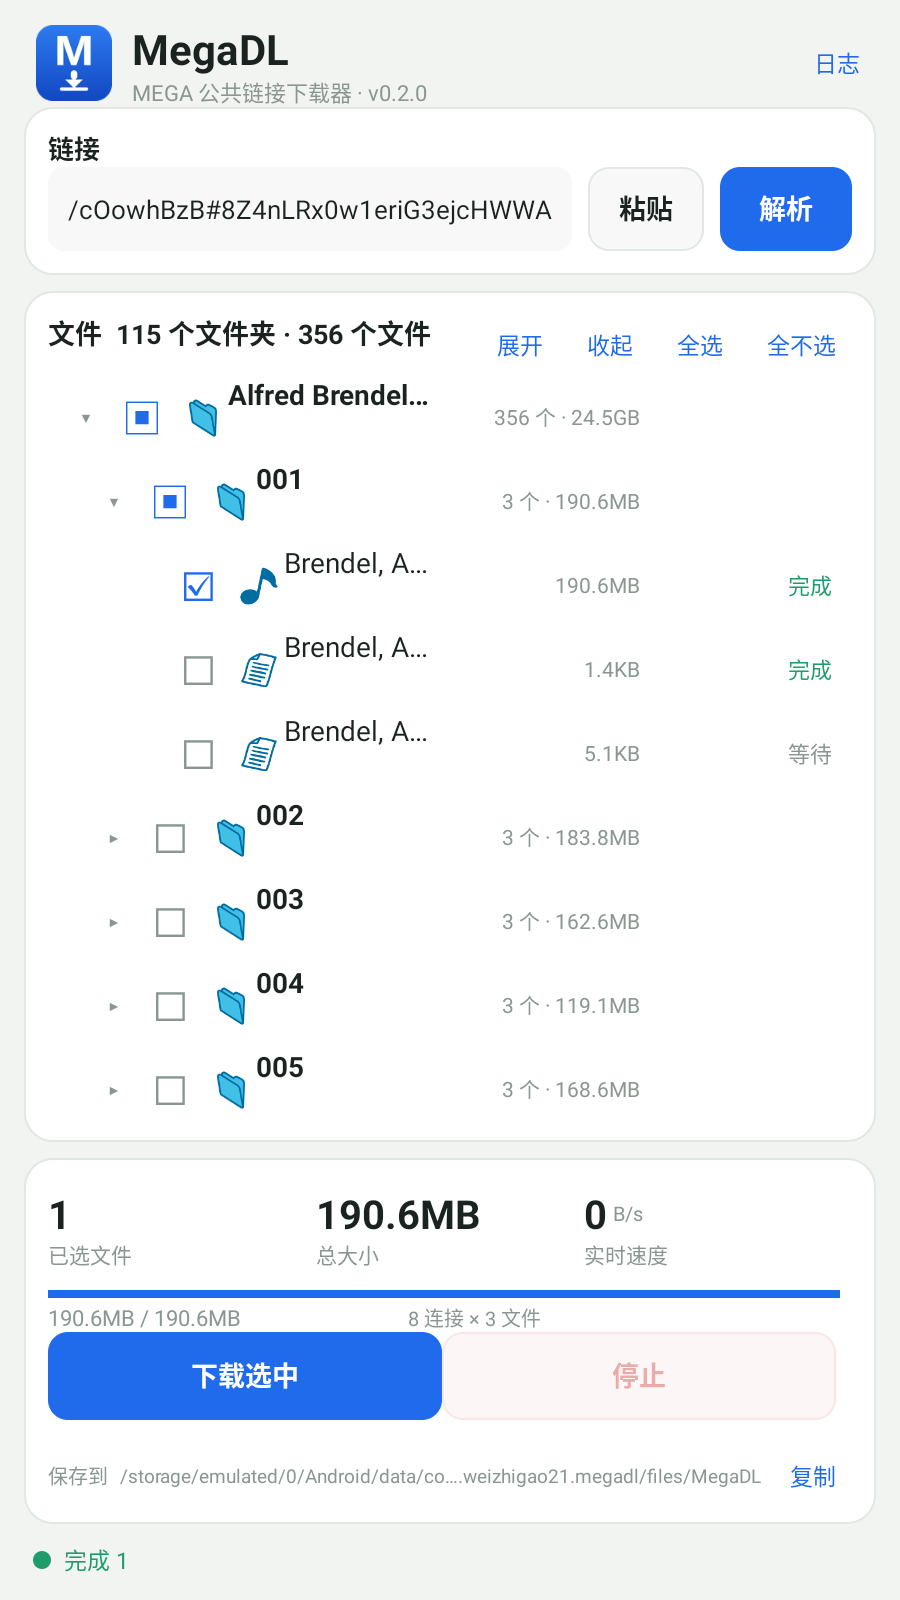 M
MegaDL
MEGA 公共链接下载器 · v0.2.0
日志
链接
/cOowhBzB#8Z4nLRx0w1eriG3ejcHWWA
粘贴
解析
文件 115 个文件夹 · 356 个文件
展开 收起 全选 全不选
Alfred Brendel...
356 个 · 24.5GB
001
3 个 · 190.6MB
Brendel, A...
190.6MB
完成
Brendel, A...
1.4KB
完成
Brendel, A...
5.1KB
等待
002
3 个 · 183.8MB
003
3 个 · 162.6MB
004
3 个 · 119.1MB
005
3 个 · 168.6MB
1
已选文件
190.6MB
总大小
0 B/s
实时速度
190.6MB / 190.6MB
8 连接 × 3 文件
下载选中
停止
保存到 /storage/emulated/0/Android/data/co....weizhigao21.megadl/files/MegaDL
复制
完成 1